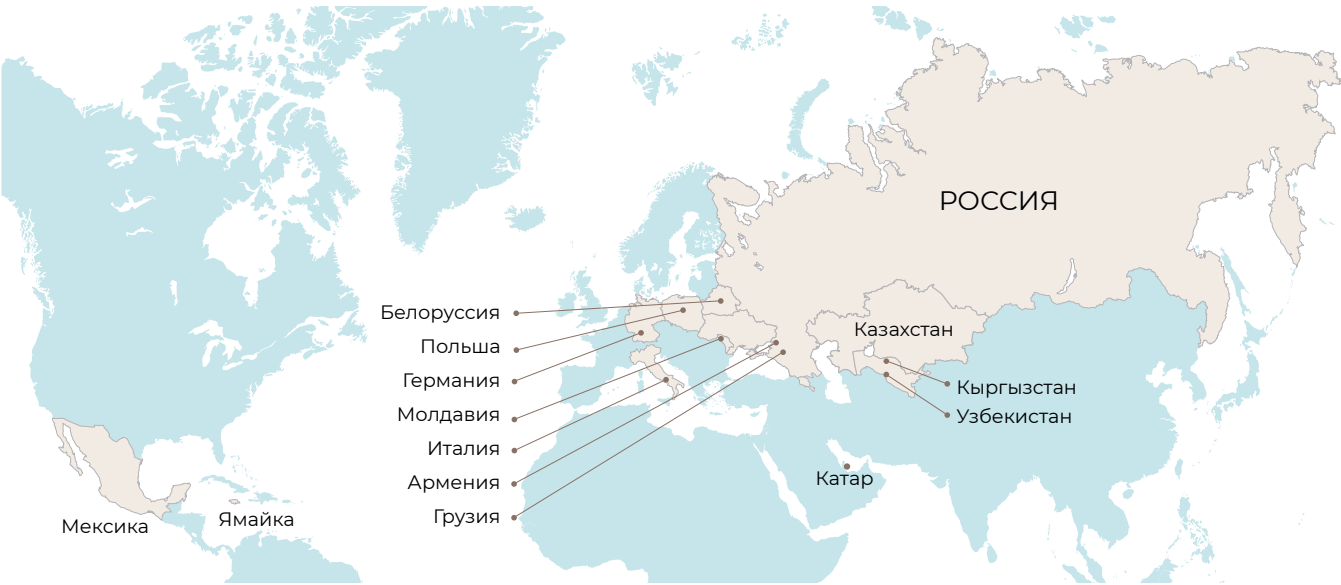 РОССИЯ
Белоруссия
Польша
Германия
Молдавия
Италия
Армения
Грузия
Казахстан
Кыргызстан
Узбекистан
Катар
Мексика
Ямайка